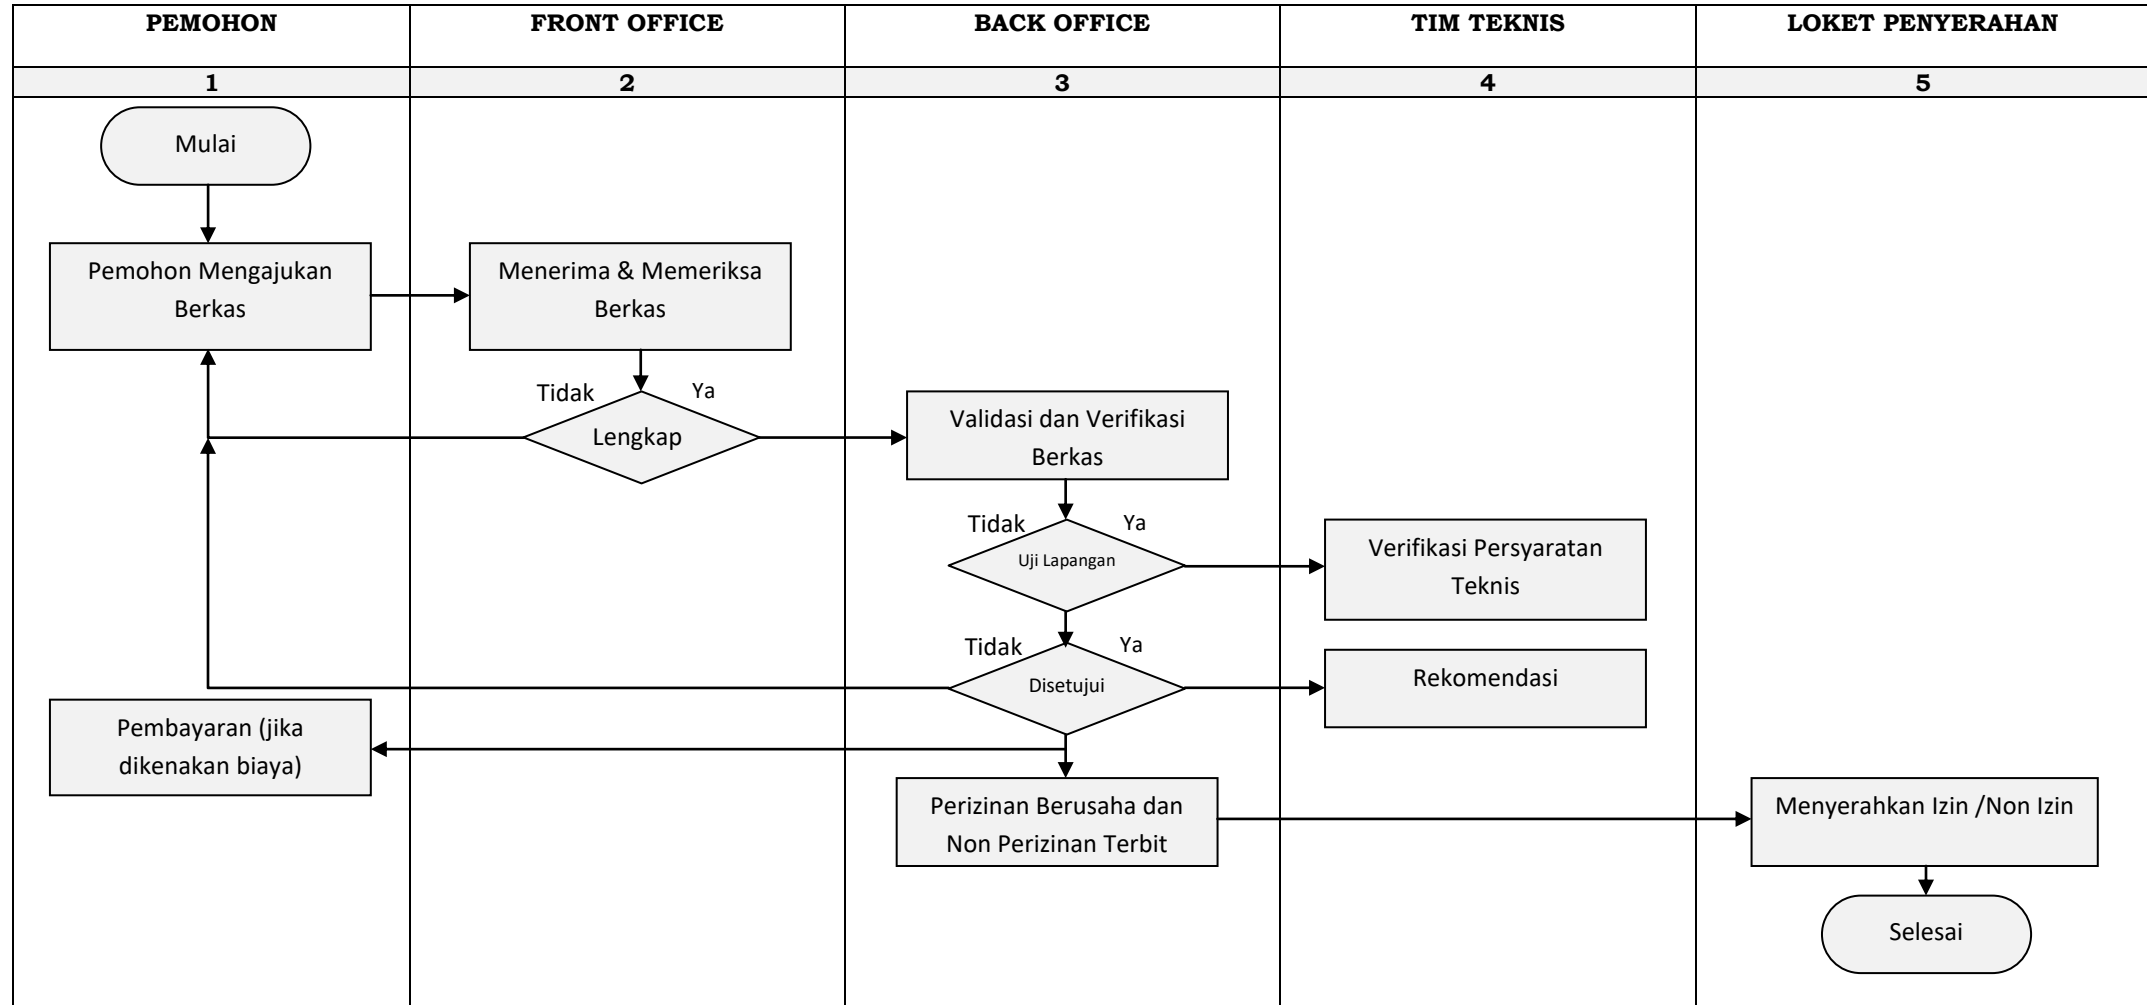 PEMOHON
FRONT OFFICE
BACK OFFICE
TIM TEKNIS
LOKET PENYERAHAN
1
2
3
4
5
Mulai
Pemohon Mengajukan
Berkas
Menerima & Memeriksa
Berkas
Tidak
Ya
Lengkap
Validasi dan Verifikasi
Berkas
Tidak
Ya
Uji Lapangan
Verifikasi Persyaratan
Teknis
Tidak
Ya
Disetujui
Rekomendasi
Pembayaran (jika
dikenakan biaya)
Perizinan Berusaha dan
Non Perizinan Terbit
Menyerahkan Izin /Non Izin
Selesai